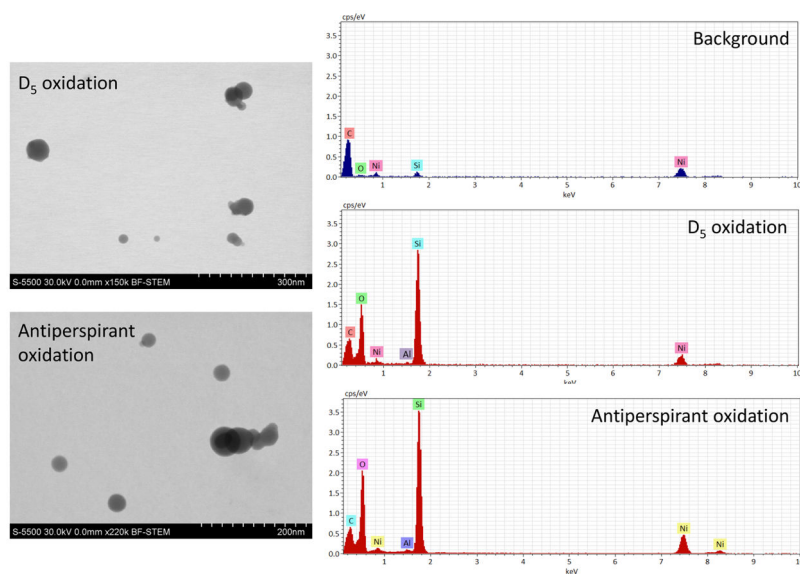 D5 oxidation
S-5500 30.0kV 0.0mm x150k BF-STEM 300nm
Antiperspirant
oxidation
S-5500 30.0kV 0.0mm x220k BF-STEM 200nm
cps/eV
Background
3.5
3.0
2.5
2.0
1.5
1.0
0.5
0.0
C
O
Ni
Si
Ni
1 2 3 4 5 6 7 8 9 10
keV
cps/eV
D5 oxidation
3.5
3.0
2.5
2.0
1.5
1.0
0.5
0.0
C
O
Ni
Al
Si
Ni
1 2 3 4 5 6 7 8 9 10
keV
cps/eV
Antiperspirant oxidation
3.5
3.0
2.5
2.0
1.5
1.0
0.5
0.0
C
O
Ni
Al
Si
Ni
Ni
1 2 3 4 5 6 7 8 9 1
keV